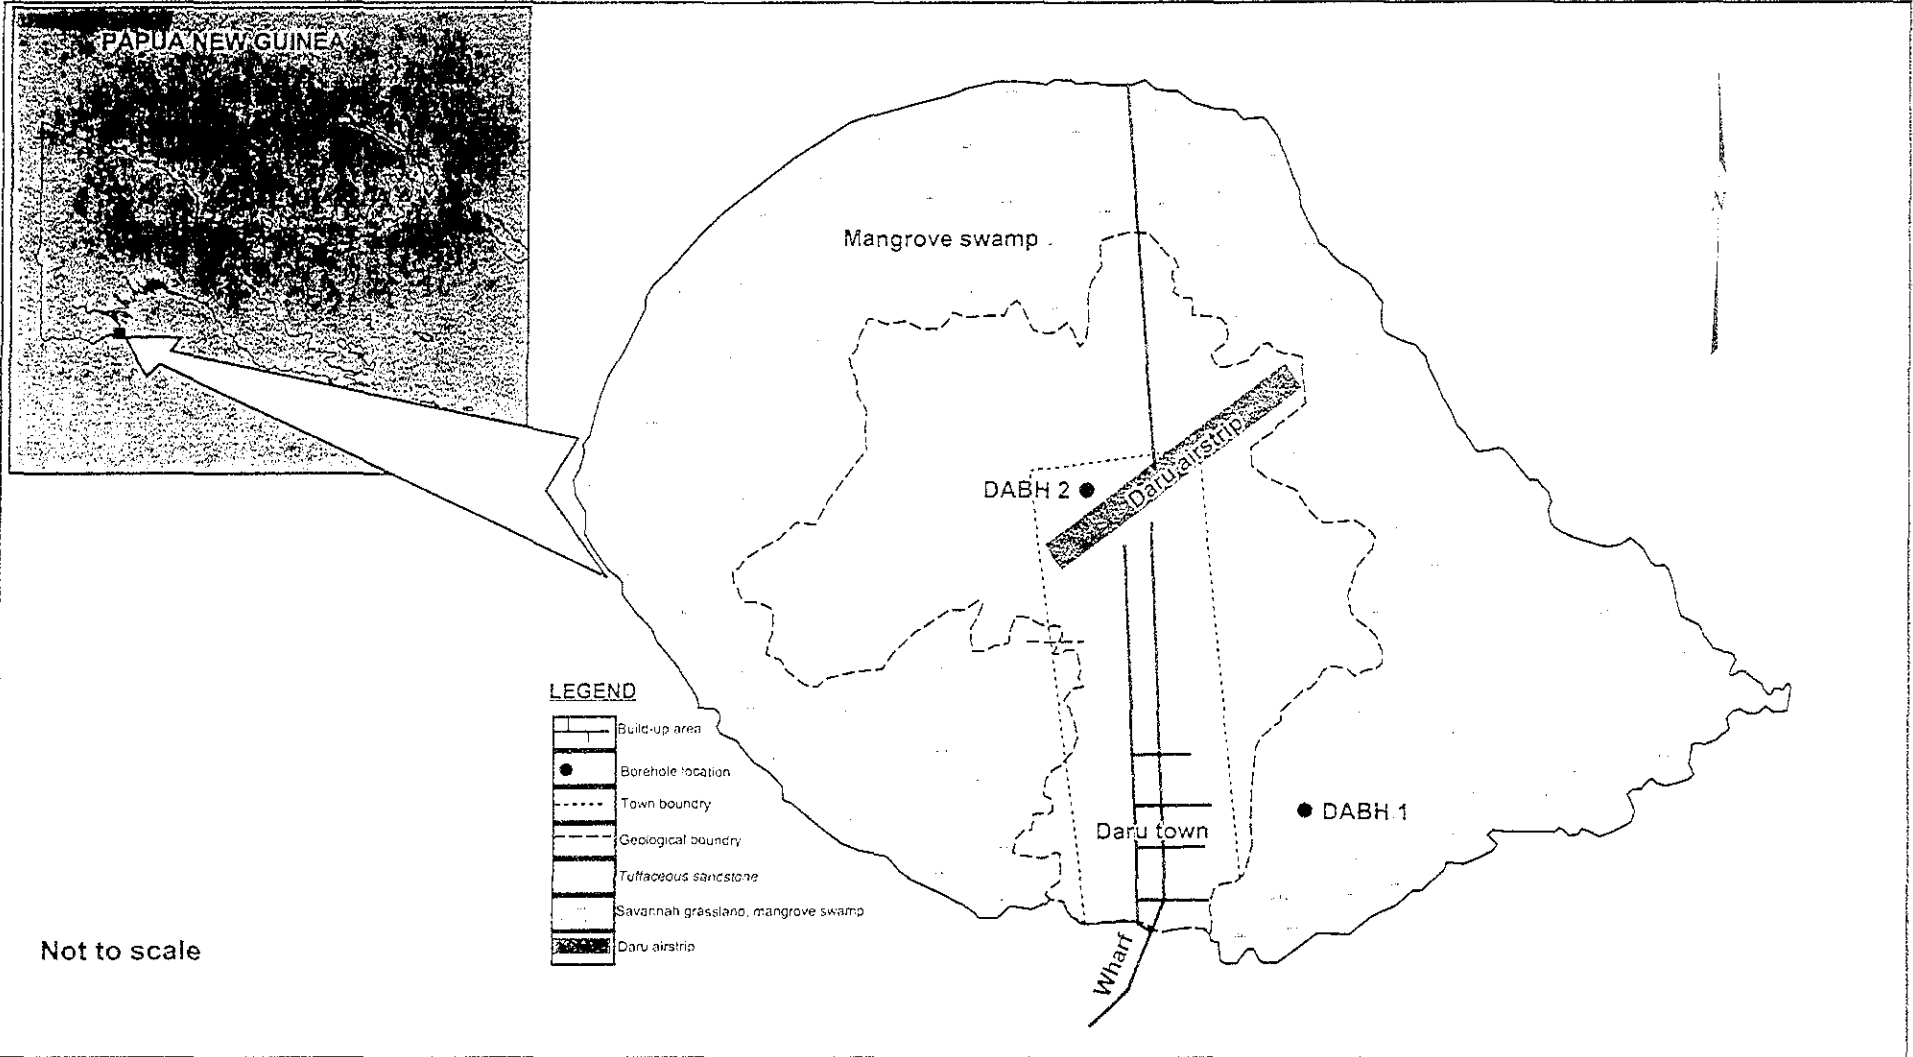 PAPUA NEW GUINEA
N
Mangrove swamp
Daru airstrip
DABH 2
LEGEND
Build-up area
Borehole location
Town boundry
Geological boundry
Tuffaceous sandstone
Savannah grassland, mangrove swamp
Daru airstrip
DABH 1
Daru town
Wharf
Not to scale